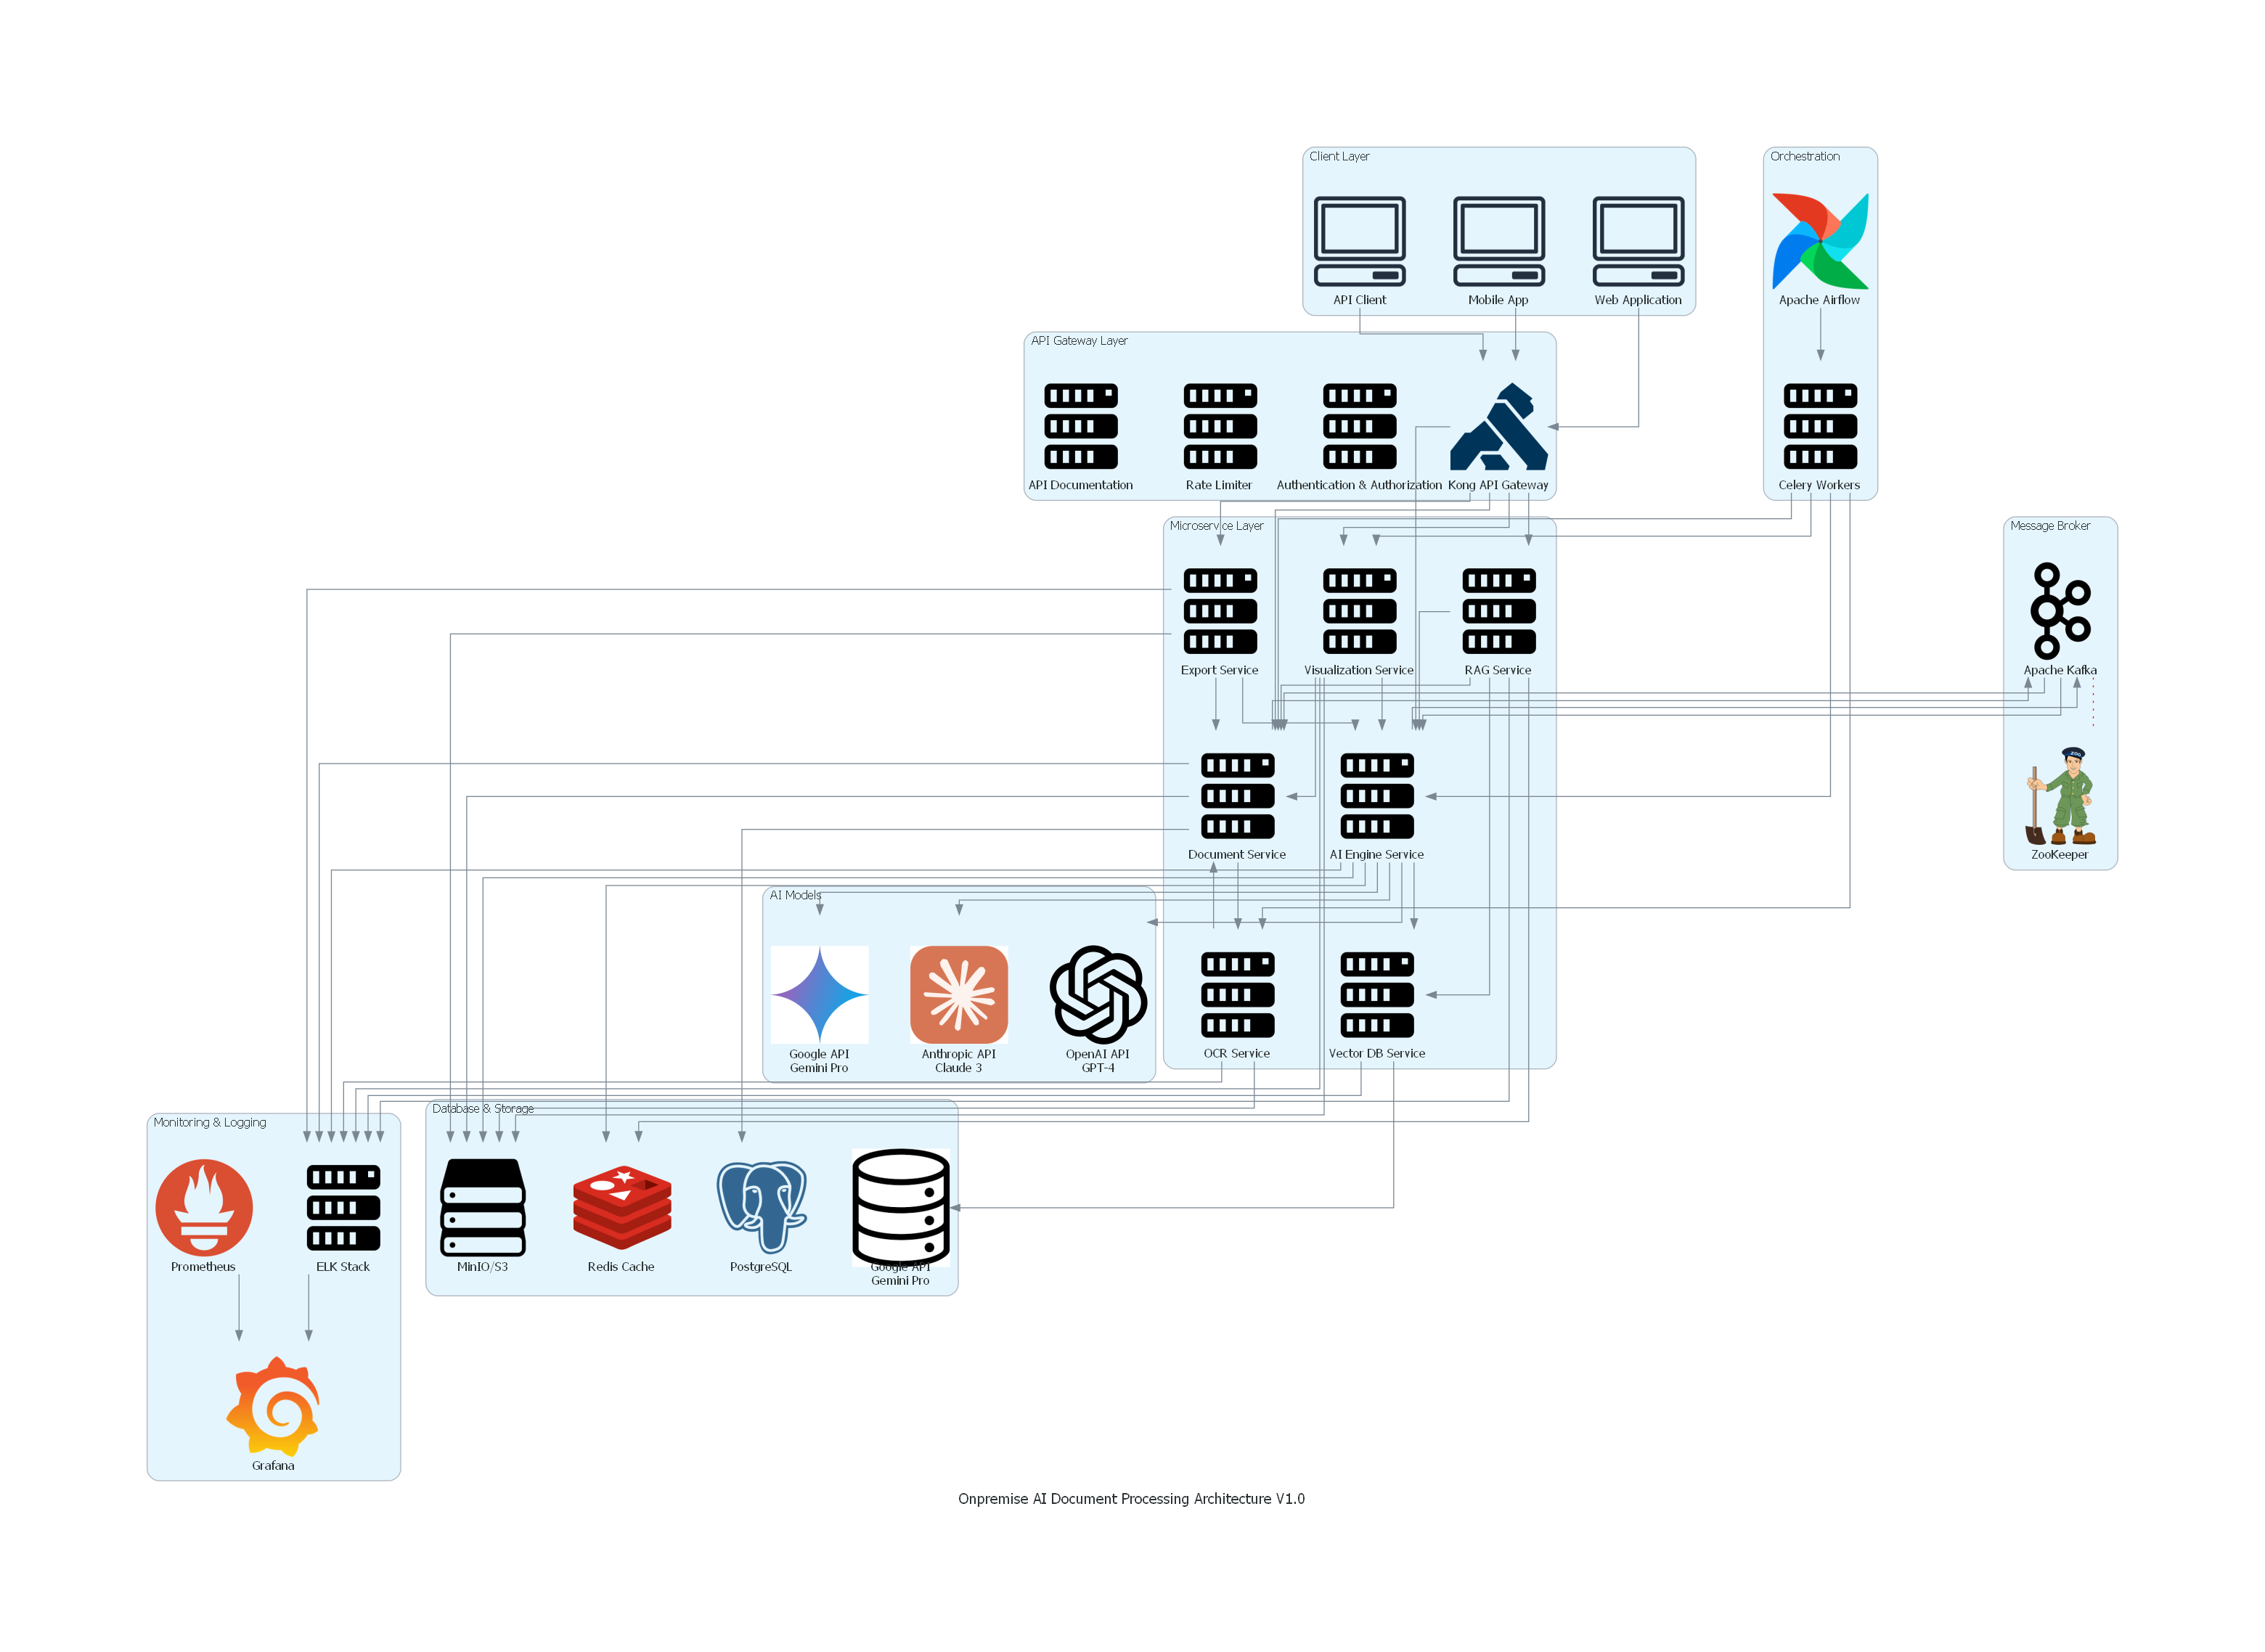 Client Layer
API Client
Mobile App
Web Application
Orchestration
Apache Airflow
Celery Workers
API Gateway Layer
API Documentation
Rate Limiter
Authentication & Authorization
Kong API Gateway
Microservice Layer
Export Service
Visualization Service
RAG Service
Document Service
AI Engine Service
OCR Service
Vector DB Service
Message Broker
Apache Kafka
ZOO
ZooKeeper
AI Models
Google API
Gemini Pro
Anthropic API
Claude 3
OpenAI API
GPT-4
Monitoring & Logging
Prometheus
ELK Stack
Grafana
Database & Storage
MinIO/S3
Redis Cache
PostgreSQL
Google API
Gemini Pro
Onpremise AI Document Processing Architecture V1.0